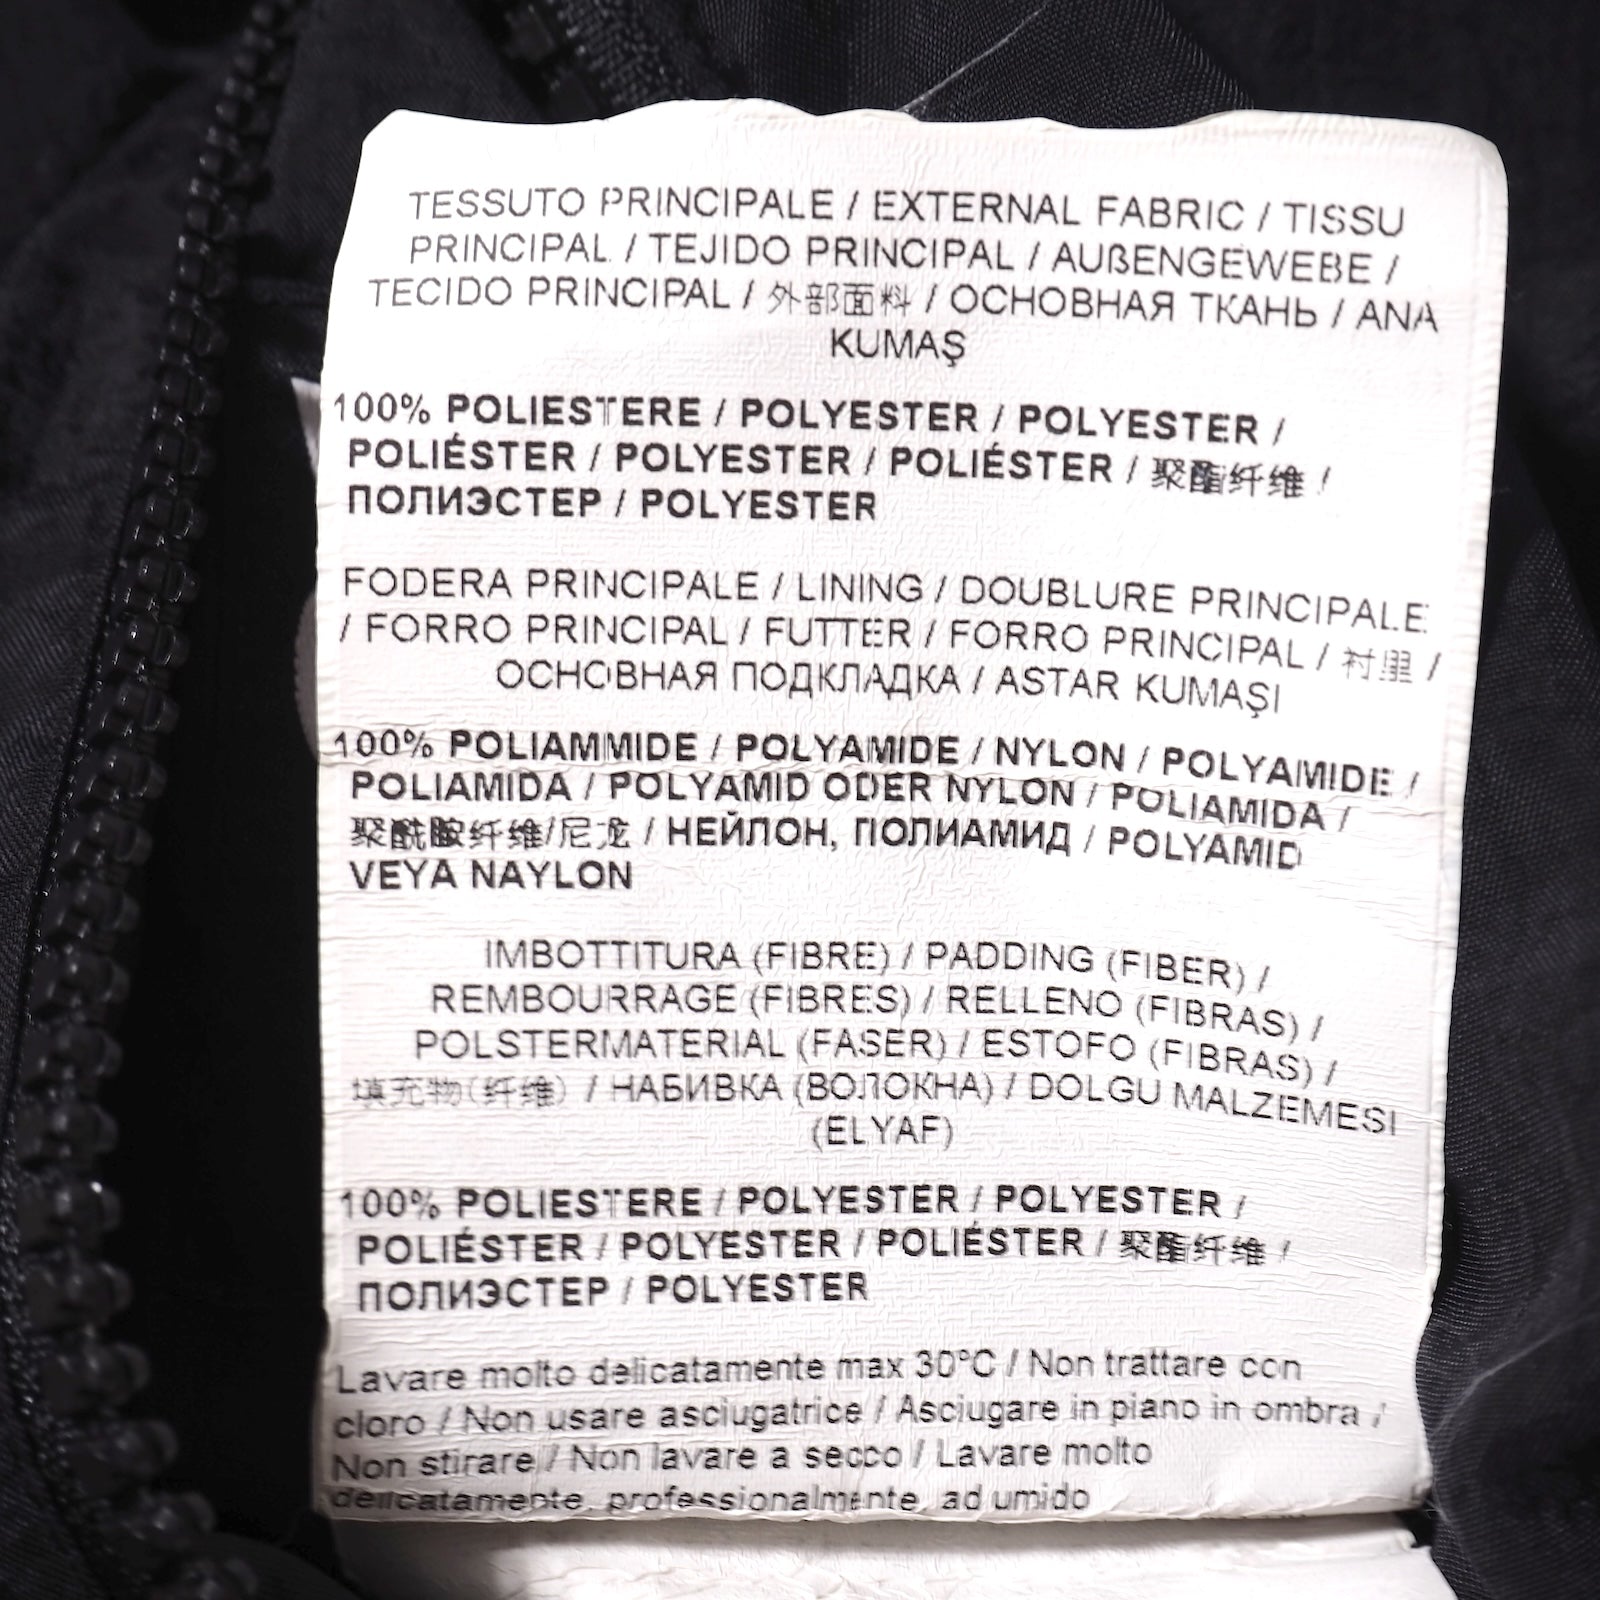 TESSUTO PRINCIPALE / EXTERNAL FABRIC / TISSU
PRINCIPAL / TEJIDO PRINCIPAL / AUßENGEWEBE /
TECIDO PRINCIPAL / 外部面料 / ОСНОВНАЯ ТКАНЬ / ANA
KUMAŞ
100% POLIESTERE / POLYESTER / POLYESTER /
POLIÉSTER / POLYESTER / POLIÉSTER / 聚酯纤维 /
ПОЛИЭСТЕР / POLYESTER
FODERA PRINCIPALE / LINING / DOUBLURE PRINCIPALE
/ FORRO PRINCIPAL / FUTTER / FORRO PRINCIPAL / 衬里 /
ОСНОВНАЯ ПОДКЛАДКА / ASTAR KUMAŞI
100% POLIAMMIDE / POLYAMIDE / NYLON / POLYAMIDE /
POLIAMIDA / POLYAMID ODER NYLON / POLIAMIDA /
聚酰胺纤维/尼龙 / НЕЙЛОН, ПОЛИАМИД / POLYAMID
VEYA NAYLON
IMBOTTITURA (FIBRE) / PADDING (FIBER) /
REMBOURRAGE (FIBRES) / RELLENO (FIBRAS) /
POLSTERMATERIAL (FASER) / ESTOFO (FIBRAS) /
填充物(纤维) / НАБИВКА (ВОЛОКНА) / DOLGU MALZEMESI
(ELYAF)
100% POLIESTERE / POLYESTER / POLYESTER /
POLIÉSTER / POLYESTER / POLIÉSTER / 聚酯纤维 /
ПОЛИЭСТЕР / POLYESTER
Lavare molto delicatamente max 30°C / Non trattare con
cloro / Non usare asciugatrice / Asciugare in piano in ombra /
Non stirare / Non lavare a secco / Lavare molto
delicatamente, professionalmente, ad umido